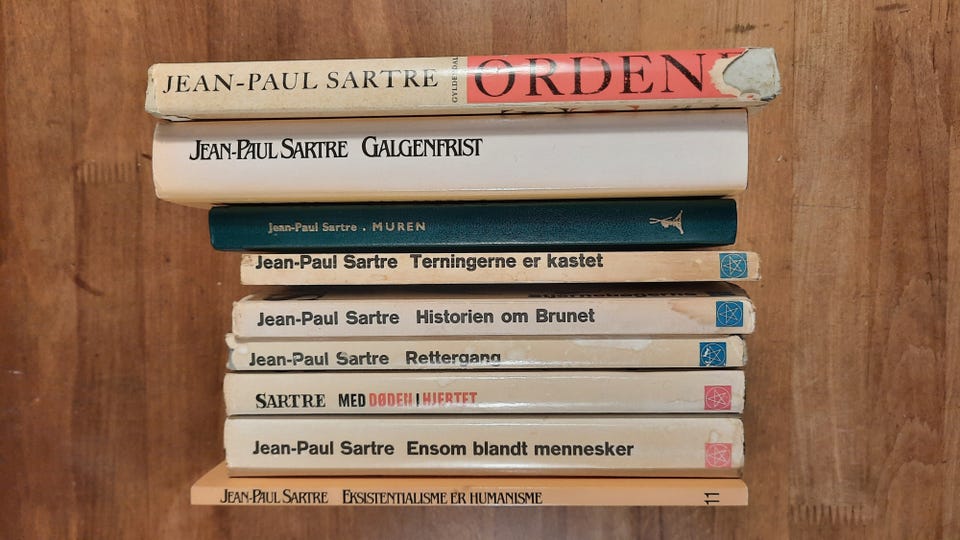 JEAN-PAUL SARTRE GYLDENDAL ORDENE
JEAN-PAUL SARTRE GALGENFRIST
Jean-Paul Sartre . MUREN
Jean-Paul Sartre Terningerne er kastet
Jean-Paul Sartre Historien om Brunet
Jean-Paul Sartre Rettergang
SARTRE MED DØDEN I HJERTET
Jean-Paul Sartre Ensom blandt mennesker
JEAN-PAUL SARTRE EKSISTENTIALISME ER HUMANISME 11